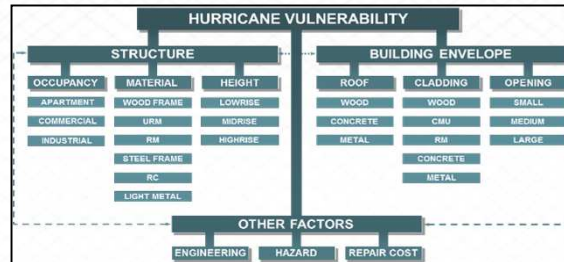 HURRICANE VULNERABILITY
STRUCTURE
BUILDING ENVELOPE
OCCUPANCY
MATERIAL
HEIGHT
ROOF
CLADDING
OPENING
APARTMENT
WOOD FRAME
LOWRISE
WOOD
WOOD
SMALL
COMMERCIAL
URM
MIDRISE
CONCRETE
CMU
MEDIUM
INDUSTRIAL
RM
HIGHRISE
METAL
RM
LARGE
STEEL FRAME
CONCRETE
RC
METAL
LIGHT METAL
OTHER FACTORS
ENGINEERING
HAZARD
REPAIR COST